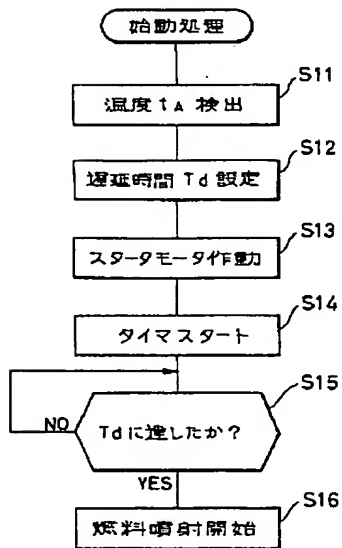 始動処理
S11
温度 tA 検出
S12
遅延時間 Td 設定
S13
スタータモータ作動
S14
タイマスタート
S15
Tdに達したか?
NO
YES
S16
燃料噴射開始